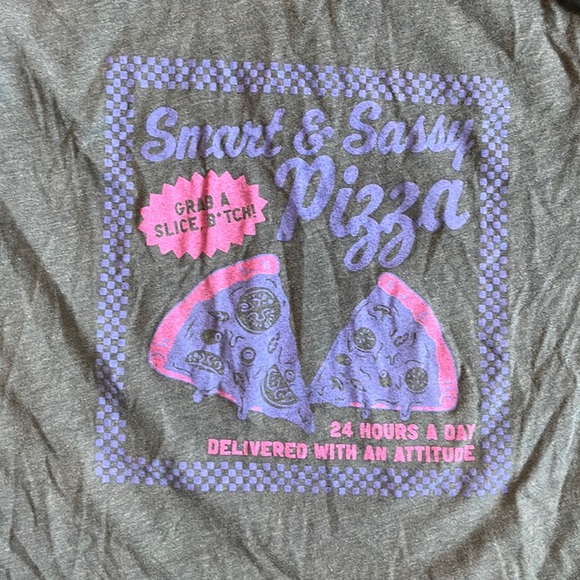 Smart & Sassy
Pizza
GRAB A
SLICE, B*TCH!
24 HOURS A DAY
DELIVERED WITH AN ATTITUDE